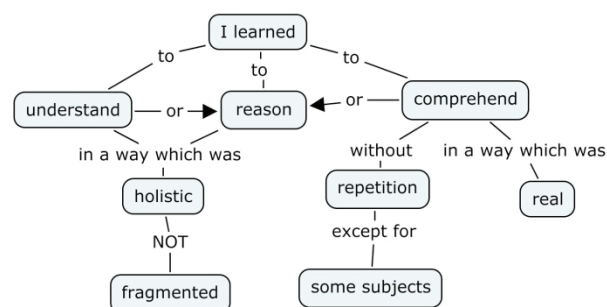 I learned
to
to
to
understand
or
reason
or
comprehend
in a way which was
without
in a way which was
holistic
repetition
real
NOT
except for
fragmented
some subjects